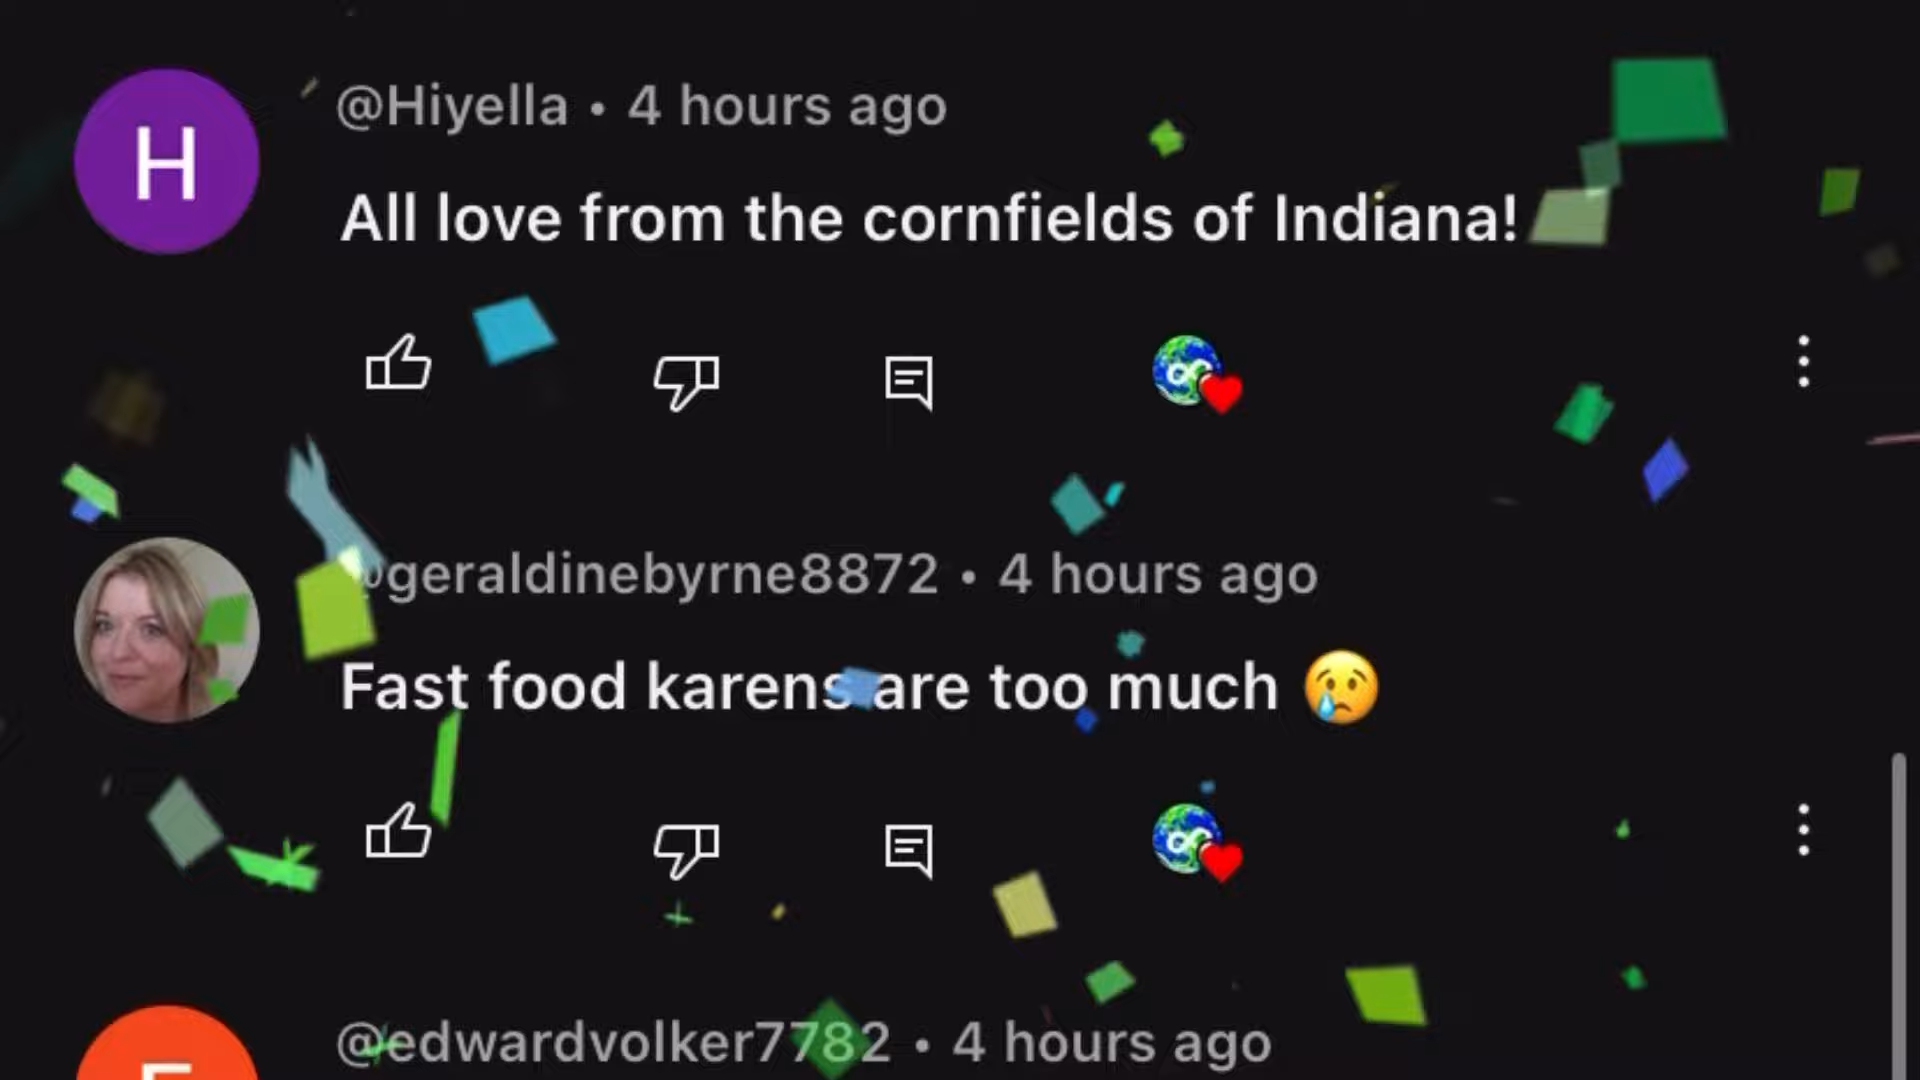 H
@Hiyella • 4 hours ago
All love from the cornfields of Indiana!
@geraldinebyrne8872 • 4 hours ago
Fast food karens are too much 😢
@edwardvolker7782 • 4 hours ago
E